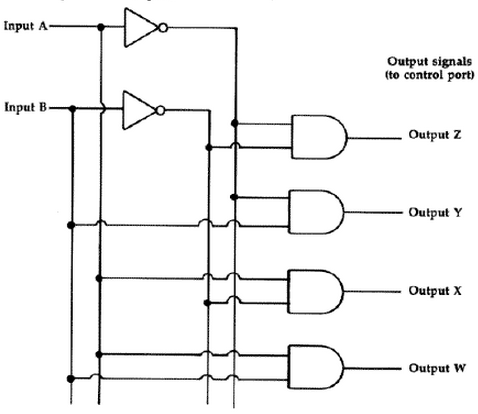 Input A
Output signals
(to control port)
Input B
Output Z
Output Y
Output X
Output W